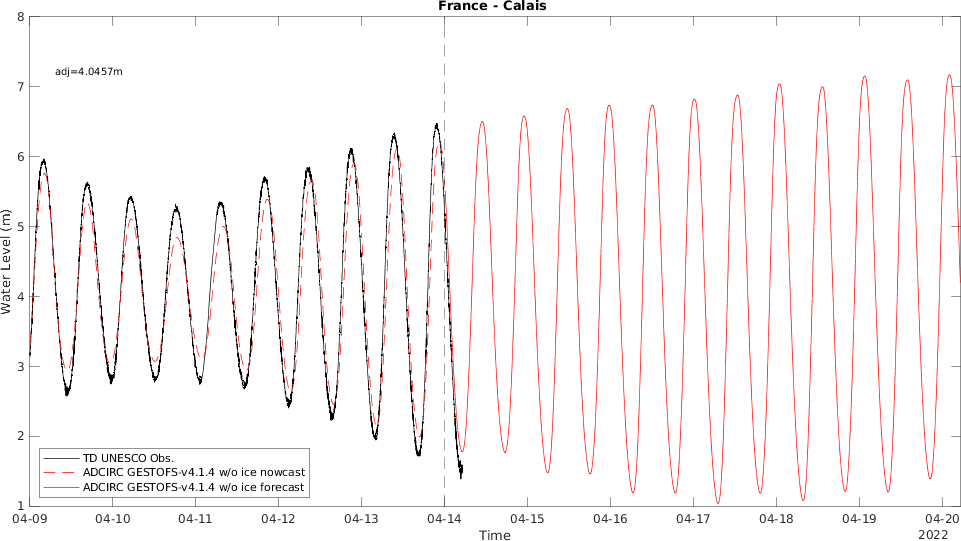 France - Calais
8
7
6
5
4
3
2
1
Water Level (m)
adj=4.0457m
TD UNESCO Obs.
ADCIRC GESTOFS-v4.1.4 w/o ice nowcast
ADCIRC GESTOFS-v4.1.4 w/o ice forecast
04-09 04-10 04-11 04-12 04-13 04-14 04-15 04-16 04-17 04-18 04-19 04-20
Time
2022